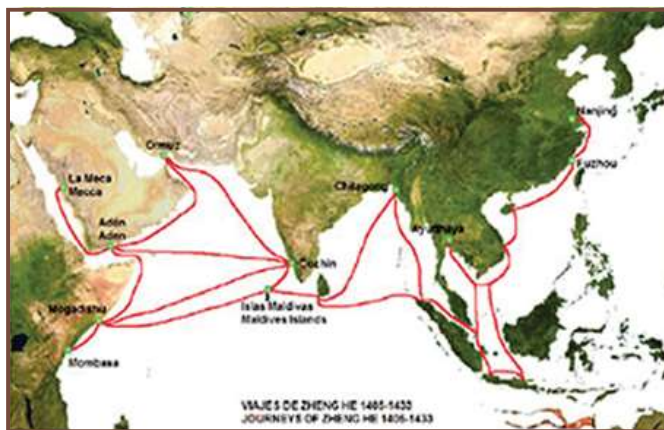 Nanjing
Fuzhou
Ormuz
La Meca
Mecca
Chitagong
Adén
Aden
Ayutthaya
Cochin
Islas Maldivas
Maldives Islands
Mogadishu
Mombasa
VIAJES DE ZHENG HE 1405-1433
JOURNEYS OF ZHENG HE 1405-1433